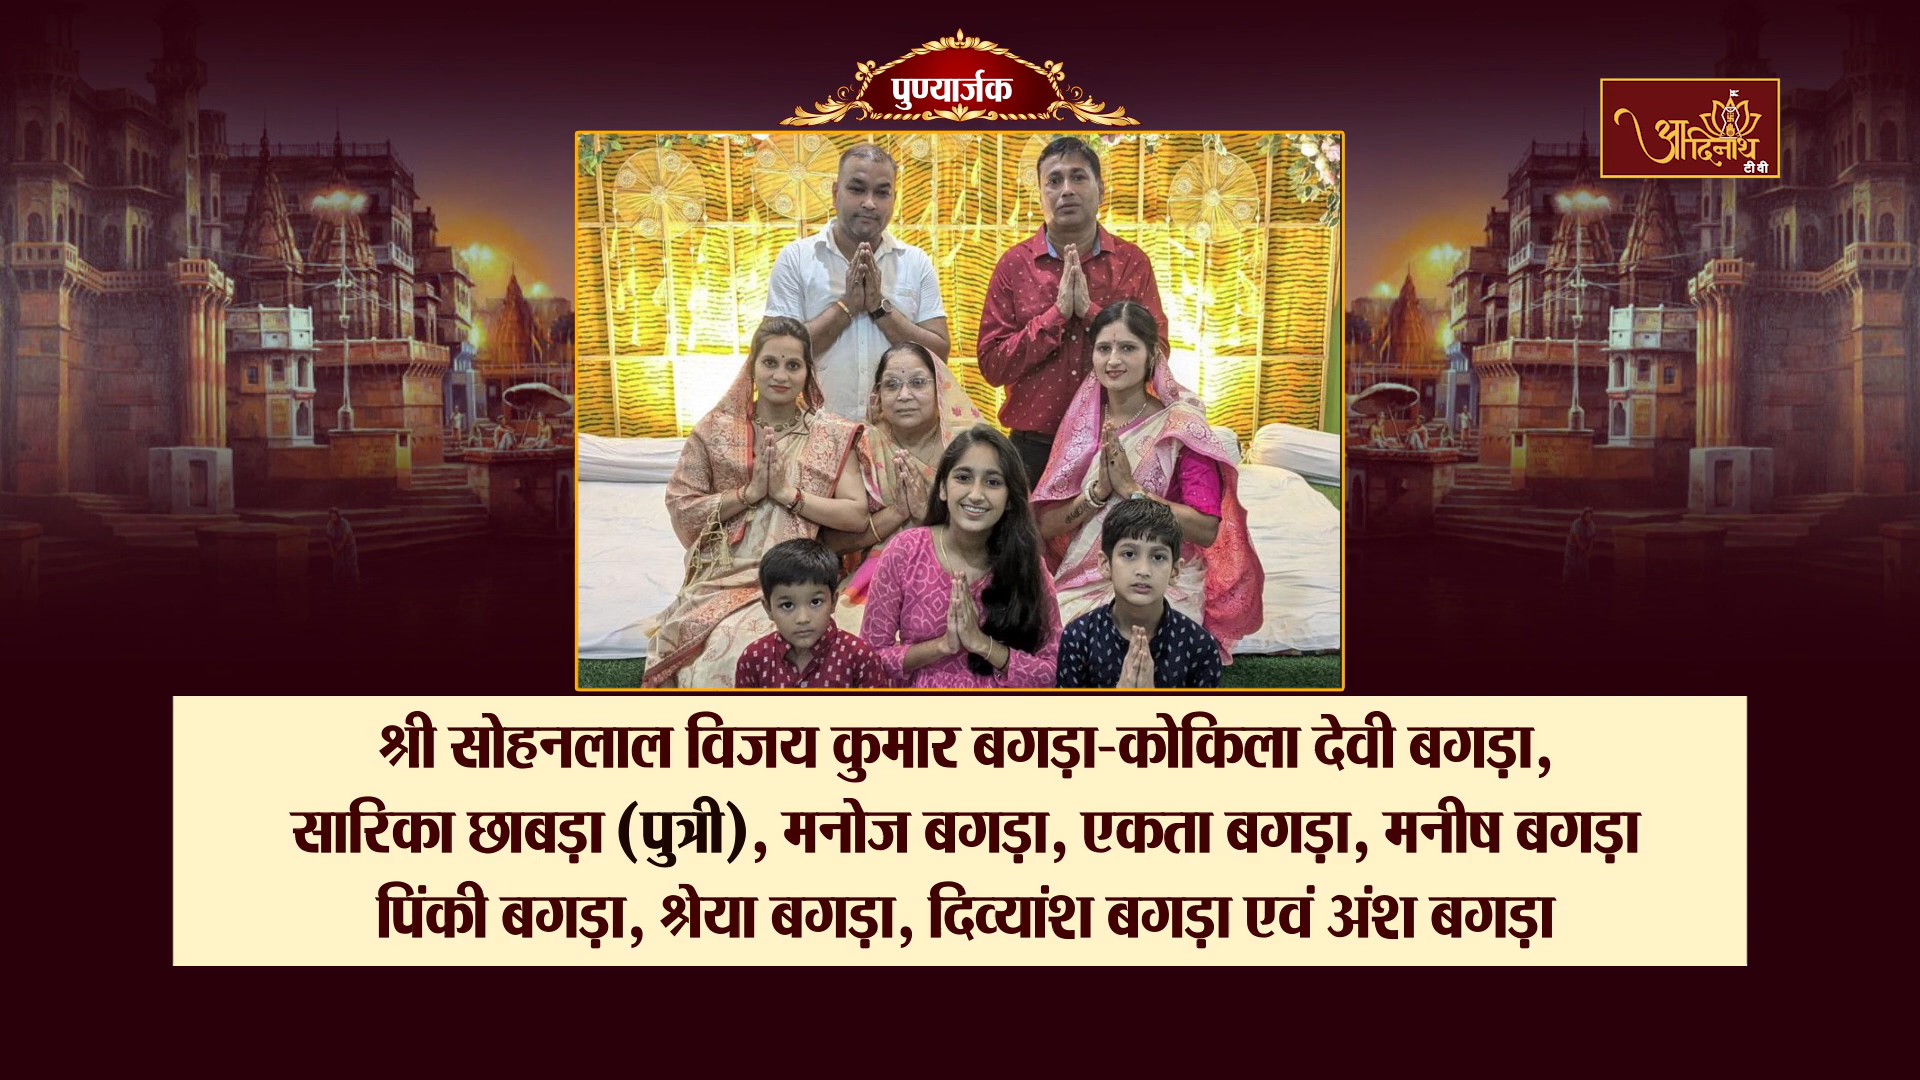 पुण्यार्जक
आदिनाथ
टी वी
श्री सोहनलाल विजय कुमार बगड़ा-कोकिला देवी बगड़ा,
सारिका छाबड़ा (पुत्री), मनोज बगड़ा, एकता बगड़ा, मनीष बगड़ा
पिंकी बगड़ा, श्रेया बगड़ा, दिव्यांश बगड़ा एवं अंश बगड़ा